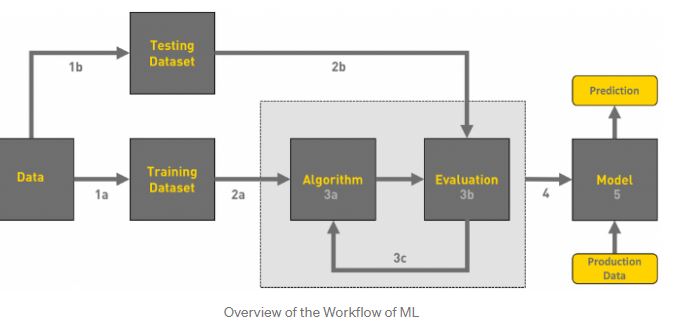 Testing
Dataset
1b
2b
Prediction
Data
1a
Training
Dataset
2a
Algorithm
3a
Evaluation
3b
4
Model
5
3c
Production
Data
Overview of the Workflow of ML